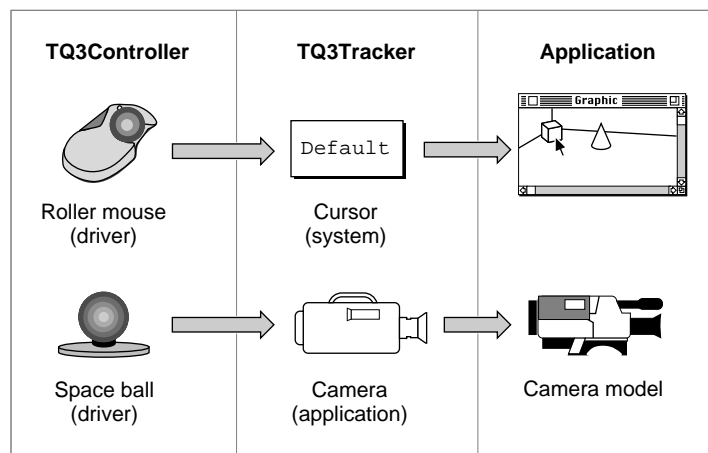 TQ3Controller
TQ3Tracker
Application
Graphic
Default
Roller mouse
(driver)
Cursor
(system)
Space ball
(driver)
Camera
(application)
Camera model